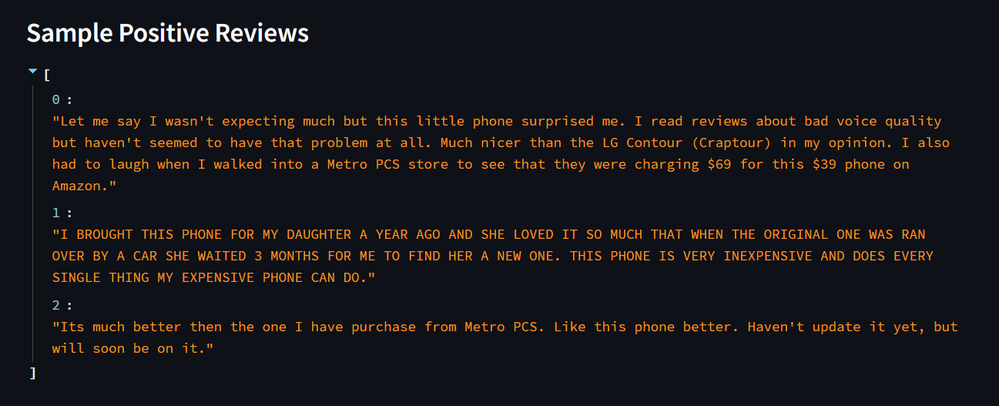 Sample Positive Reviews
[
0 :
"Let me say I wasn't expecting much but this little phone surprised me. I read reviews about bad voice quality
but haven't seemed to have that problem at all. Much nicer than the LG Contour (Craptour) in my opinion. I also
had to laugh when I walked into a Metro PCS store to see that they were charging $69 for this $39 phone on
Amazon."
1 :
"I BROUGHT THIS PHONE FOR MY DAUGHTER A YEAR AGO AND SHE LOVED IT SO MUCH THAT WHEN THE ORIGINAL ONE WAS RAN
OVER BY A CAR SHE WAITED 3 MONTHS FOR ME TO FIND HER A NEW ONE. THIS PHONE IS VERY INEXPENSIVE AND DOES EVERY
SINGLE THING MY EXPENSIVE PHONE CAN DO."
2 :
"Its much better then the one I have purchase from Metro PCS. Like this phone better. Haven't update it yet, but
will soon be on it."
]